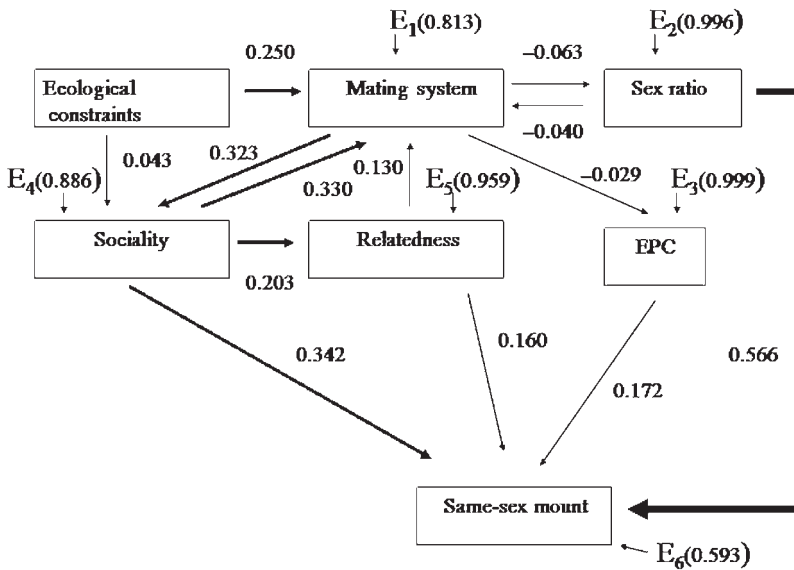 E1(0.813)
E2(0.996)
0.250
–0.063
Ecological
constraints
Mating system
Sex ratio
–0.040
0.043
0.323
0.330
0.130
–0.029
E4(0.886)
E5(0.959)
E3(0.999)
Sociality
Relatedness
EPC
0.203
0.342
0.160
0.566
0.172
Same-sex mount
E6(0.593)